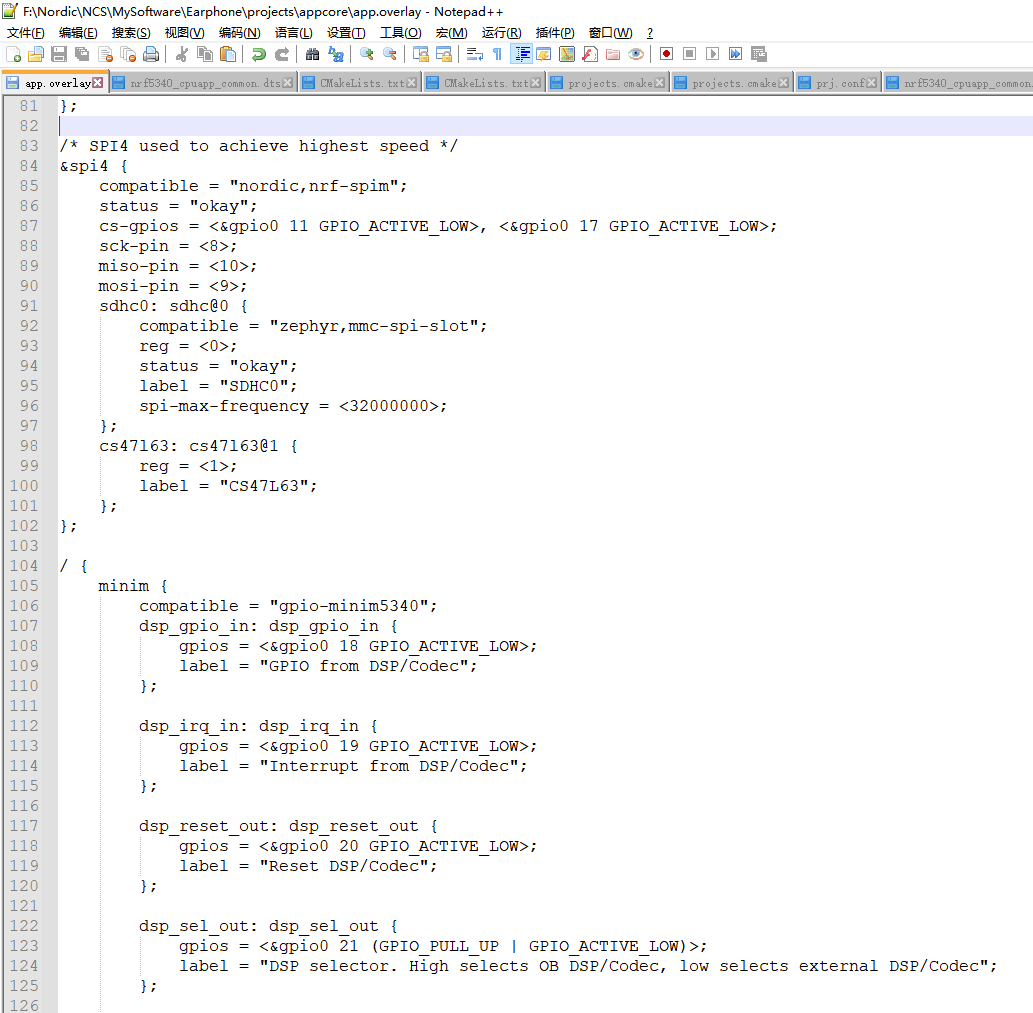 F:\Nordic\NCS\MySoftware\Earphone\projects\appcore\app.overlay - Notepad++
文件(F) 编辑(E) 搜索(S) 视图(V) 编码(N) 语言(L) 设置(T) 工具(O) 宏(M) 运行(R) 插件(P) 窗口(W) ?
app.overlay nrf5340_cpuapp_common.dts CMakeLists.txt CMakeLists.txt projects.cmake projects.cmake prj.conf nrf5340_cpuapp_common.
81 };
82
83 /* SPI4 used to achieve highest speed */
84 &spi4 {
85 compatible = "nordic,nrf-spim";
86 status = "okay";
87 cs-gpios = <&gpio0 11 GPIO_ACTIVE_LOW>, <&gpio0 17 GPIO_ACTIVE_LOW>;
88 sck-pin = <8>;
89 miso-pin = <10>;
90 mosi-pin = <9>;
91 sdhc0: sdhc@0 {
92 compatible = "zephyr,mmc-spi-slot";
93 reg = <0>;
94 status = "okay";
95 label = "SDHC0";
96 spi-max-frequency = <32000000>;
97 };
98 cs47l63: cs47l63@1 {
99 reg = <1>;
100 label = "CS47L63";
101 };
102 };
103
104 / {
105 minim {
106 compatible = "gpio-minim5340";
107 dsp_gpio_in: dsp_gpio_in {
108 gpios = <&gpio0 18 GPIO_ACTIVE_LOW>;
109 label = "GPIO from DSP/Codec";
110 };
111
112 dsp_irq_in: dsp_irq_in {
113 gpios = <&gpio0 19 GPIO_ACTIVE_LOW>;
114 label = "Interrupt from DSP/Codec";
115 };
116
117 dsp_reset_out: dsp_reset_out {
118 gpios = <&gpio0 20 GPIO_ACTIVE_LOW>;
119 label = "Reset DSP/Codec";
120 };
121
122 dsp_sel_out: dsp_sel_out {
123 gpios = <&gpio0 21 (GPIO_PULL_UP | GPIO_ACTIVE_LOW)>;
124 label = "DSP selector. High selects OB DSP/Codec, low selects external DSP/Codec";
125 };
126